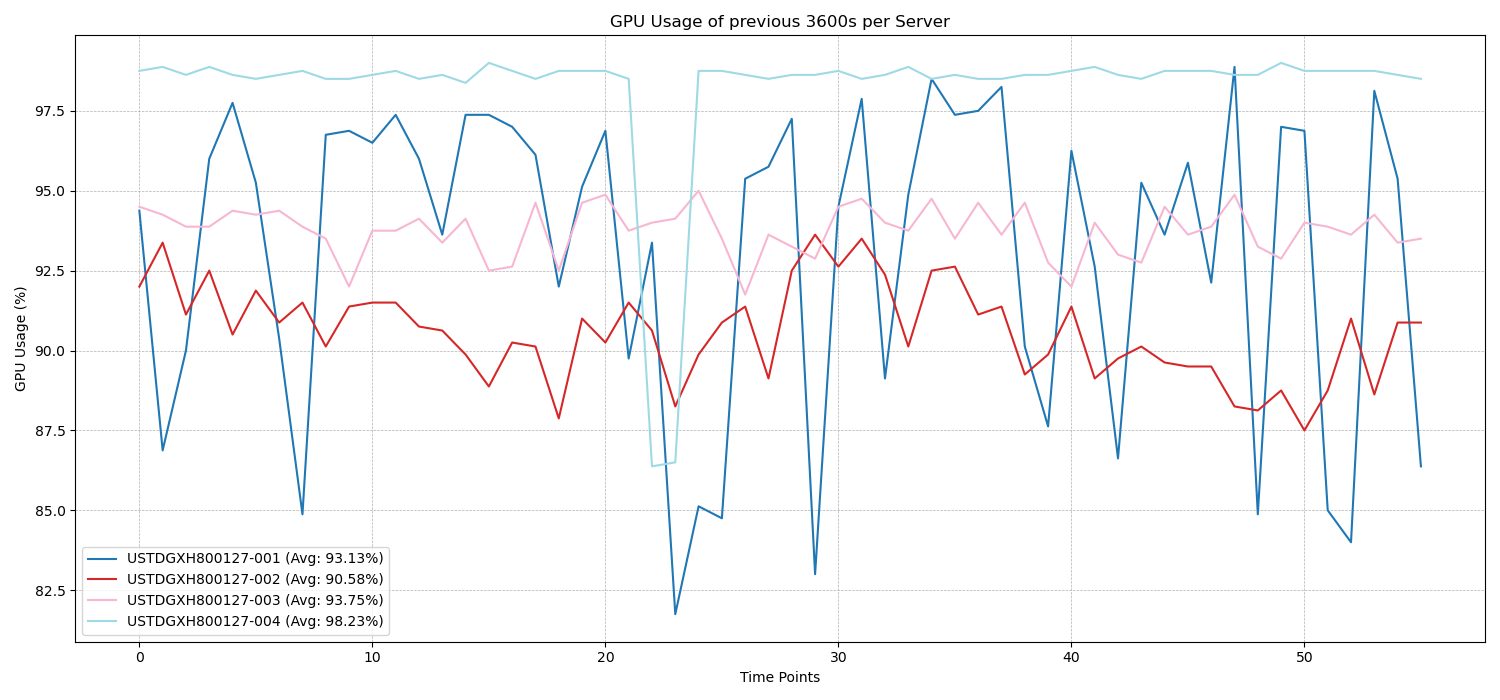 GPU Usage of previous 3600s per Server
GPU Usage (%)
97.5
95.0
92.5
90.0
87.5
85.0
82.5
USTDGXH800127-001 (Avg: 93.13%)
USTDGXH800127-002 (Avg: 90.58%)
USTDGXH800127-003 (Avg: 93.75%)
USTDGXH800127-004 (Avg: 98.23%)
0 10 20 30 40 50
Time Points